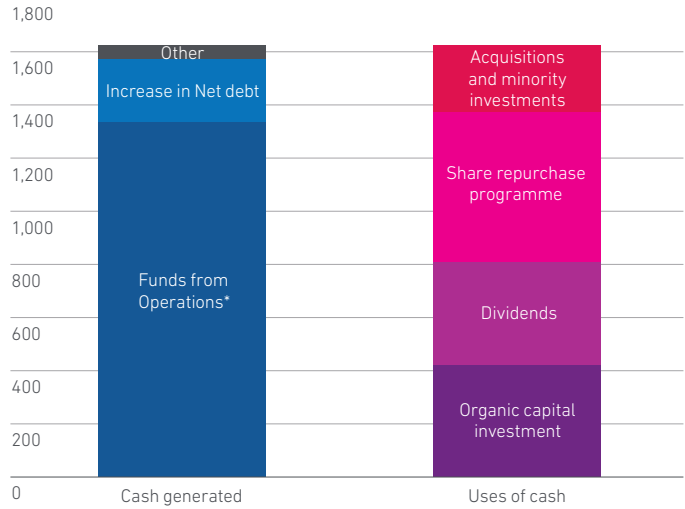 1,800
1,600
1,400
1,200
1,000
800
600
400
200
0
Other
Increase in Net debt
Funds from
Operations*
Cash generated
Acquisitions
and minority
investments
Share repurchase
programme
Dividends
Organic capital
investment
Uses of cash